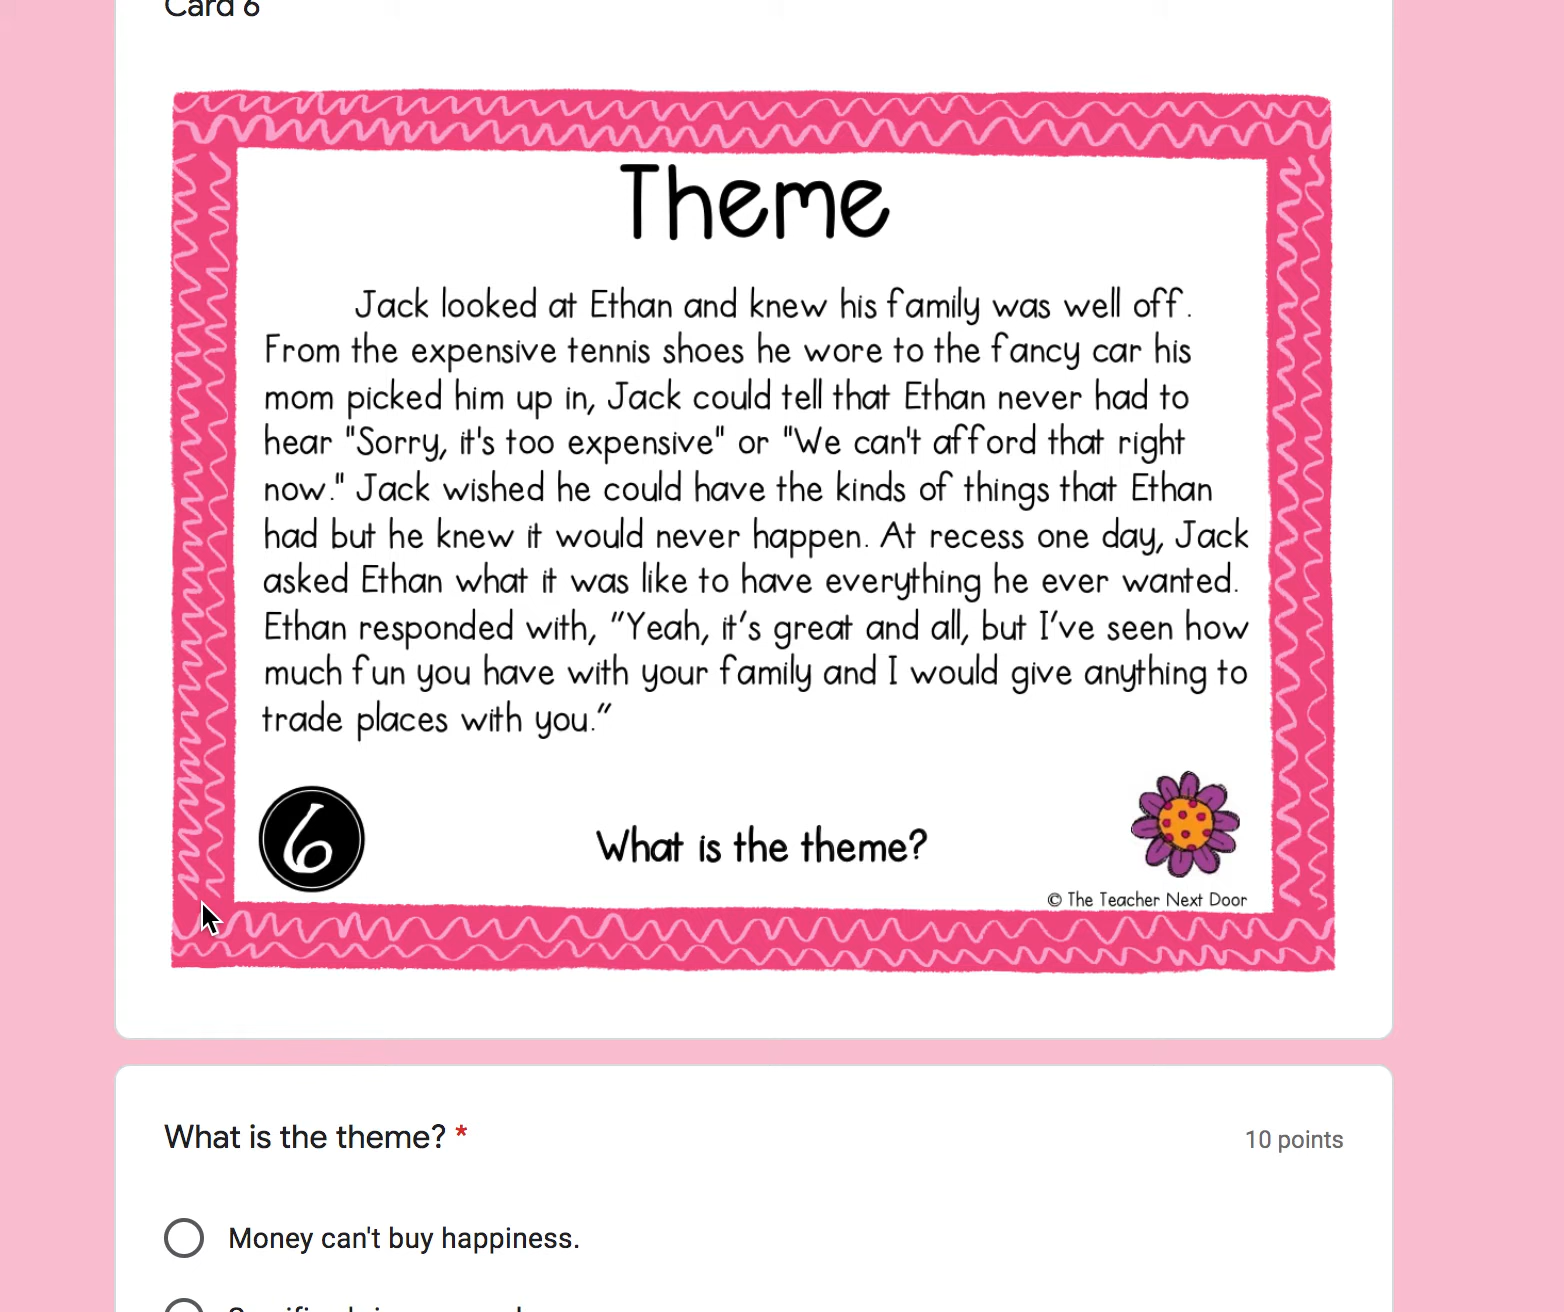 Card 6
Theme
Jack looked at Ethan and knew his family was well off.
From the expensive tennis shoes he wore to the fancy car his
mom picked him up in, Jack could tell that Ethan never had to
hear "Sorry, it's too expensive" or "We can't afford that right
now." Jack wished he could have the kinds of things that Ethan
had but he knew it would never happen. At recess one day, Jack
asked Ethan what it was like to have everything he ever wanted.
Ethan responded with, “Yeah, it’s great and all, but I’ve seen how
much fun you have with your family and I would give anything to
trade places with you.”
6
What is the theme?
© The Teacher Next Door
What is the theme? *
10 points
Money can't buy happiness.